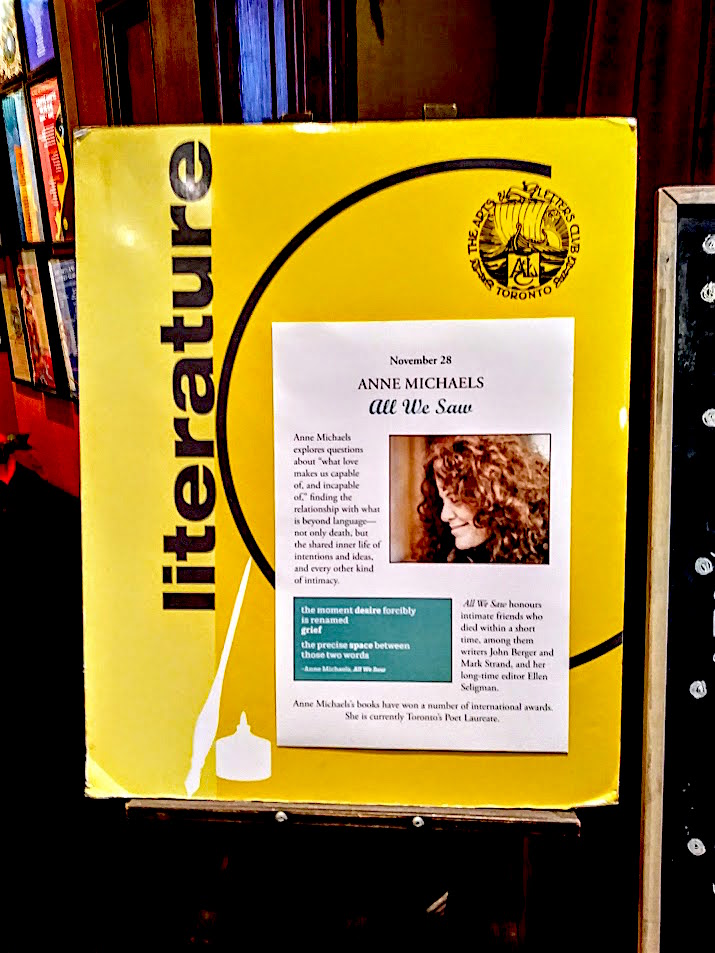 literature
THE ARTS & LETTERS CLUB
ALC
TORONTO
November 28
ANNE MICHAELS
All We Saw
Anne Michaels
explores questions
about "what love
makes us capable
of, and incapable
of," finding the
relationship with what
is beyond language—
not only death, but
the shared inner life of
intentions and ideas,
and every other kind
of intimacy.
the moment desire forcibly
is renamed
grief
the precise space between
those two words
–Anne Michaels, All We Saw
All We Saw honours
intimate friends who
died within a short
time, among them
writers John Berger and
Mark Strand, and her
long-time editor Ellen
Seligman.
Anne Michaels's books have won a number of international awards.
She is currently Toronto's Poet Laureate.